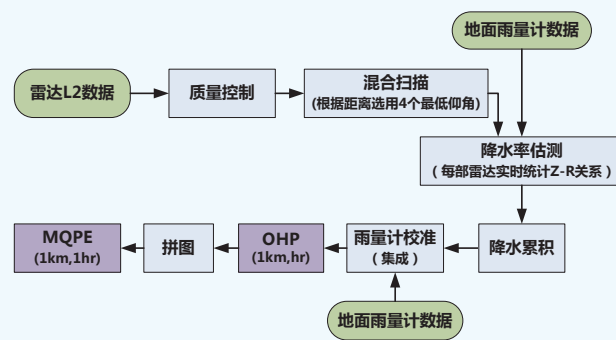 地面雨量计数据
雷达L2数据
质量控制
混合扫描
(根据距离选用4个最低仰角)
降水率估测
(每部雷达实时统计Z-R关系)
MQPE
(1km,1hr)
拼图
OHP
(1km,hr)
雨量计校准
(集成)
降水累积
地面雨量计数据